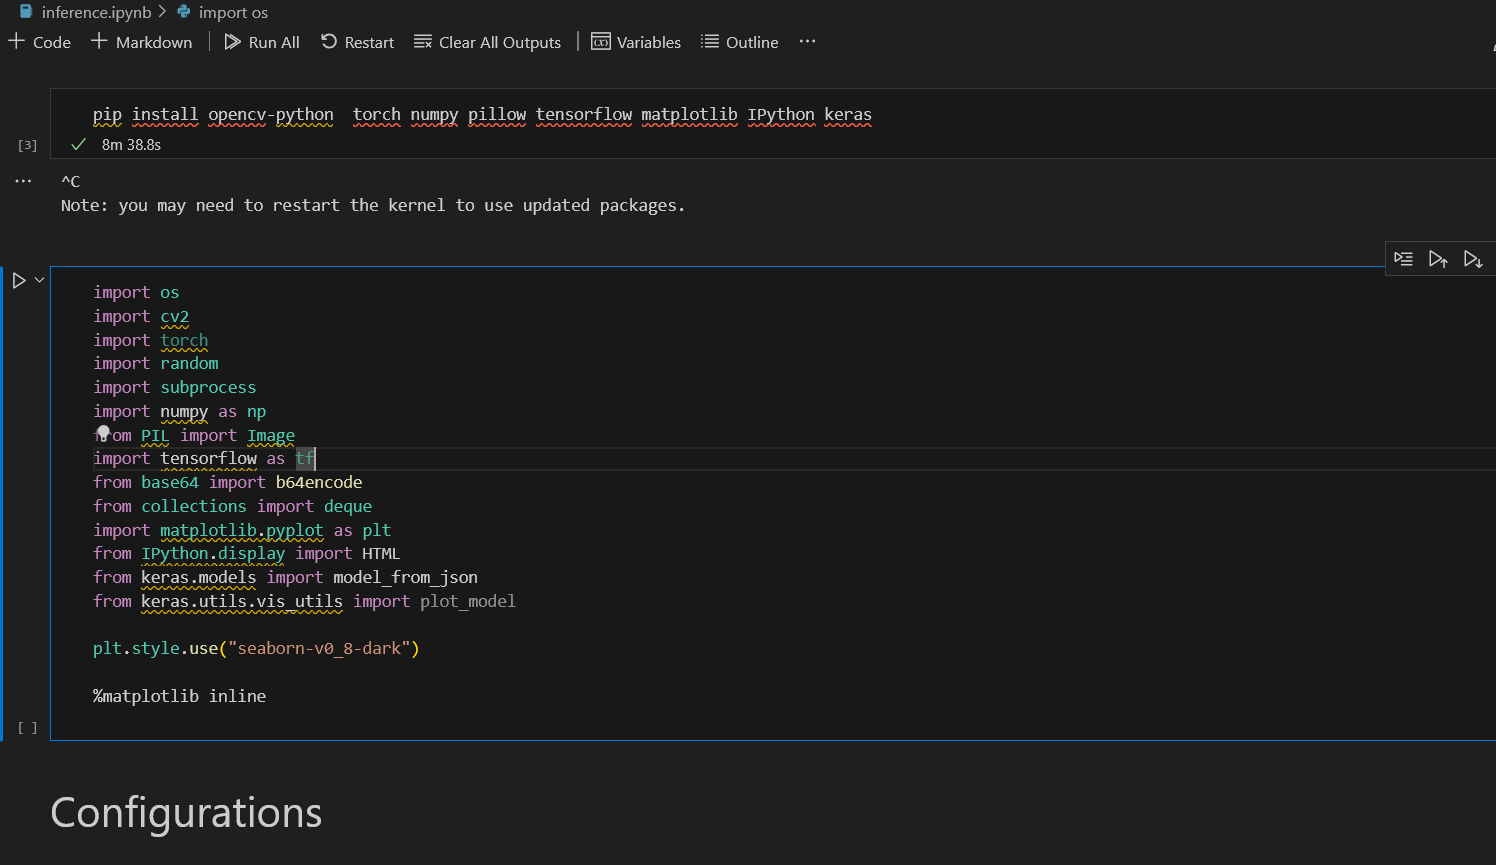 inference.ipynb > import os
+ Code + Markdown | Run All Restart Clear All Outputs | Variables Outline ...
pip install opencv-python  torch numpy pillow tensorflow matplotlib IPython keras
[3] ✓ 8m 38.8s
... ^C
Note: you may need to restart the kernel to use updated packages.
import os
import cv2
import torch
import random
import subprocess
import numpy as np
from PIL import Image
import tensorflow as tf
from base64 import b64encode
from collections import deque
import matplotlib.pyplot as plt
from IPython.display import HTML
from keras.models import model_from_json
from keras.utils.vis_utils import plot_model
plt.style.use("seaborn-v0_8-dark")
%matplotlib inline
[ ]
Configurations